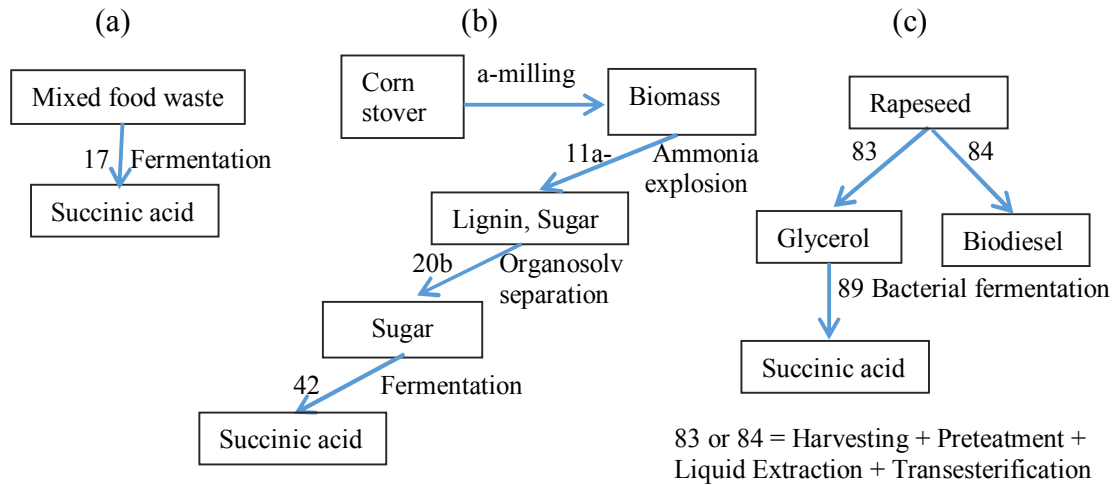 (a)
Mixed food waste
17 Fermentation
Succinic acid
(b)
Corn
stover
a-milling
Biomass
11a-
Ammonia
explosion
Lignin, Sugar
20b
Organosolv
separation
Sugar
42
Fermentation
Succinic acid
(c)
Rapeseed
83
84
Glycerol
Biodiesel
89 Bacterial fermentation
Succinic acid
83 or 84 = Harvesting + Pretreatment +
Liquid Extraction + Transesterification